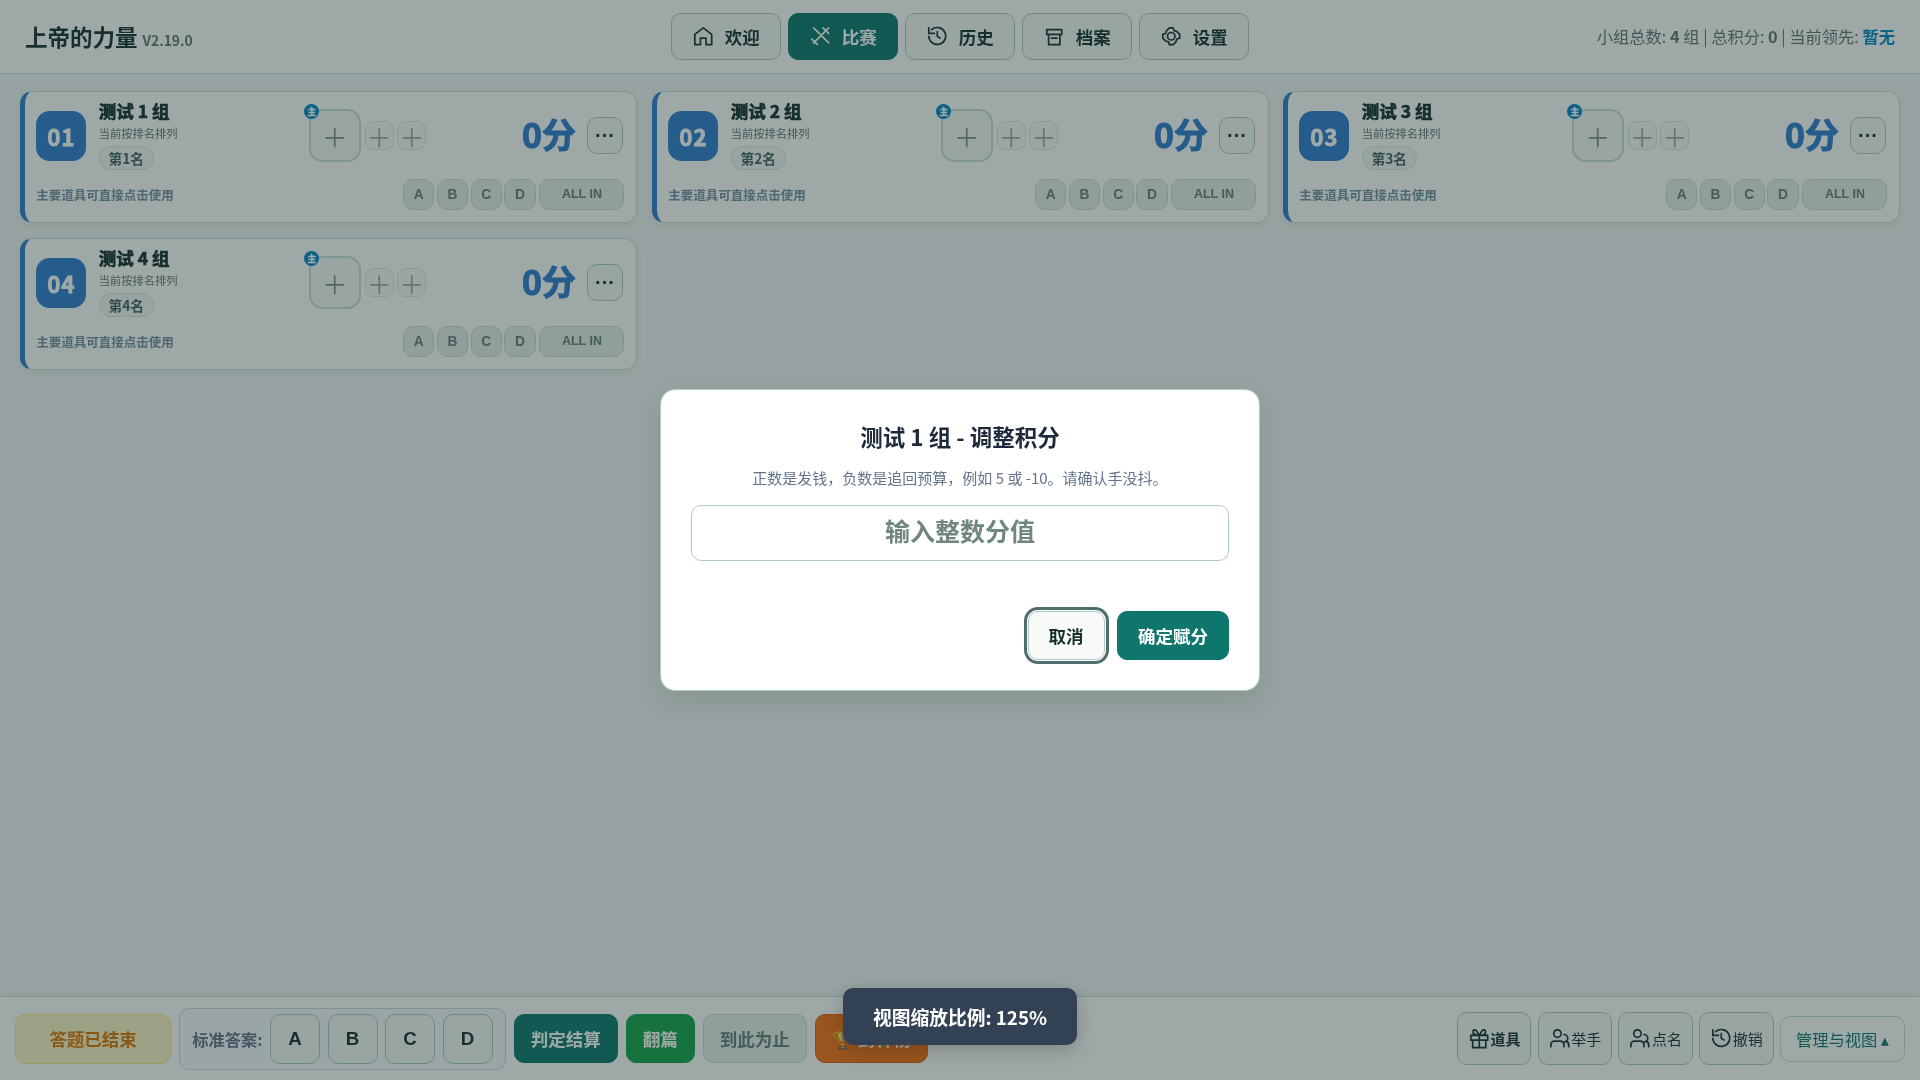 上帝的力量 V2.19.0
欢迎
比赛
历史
档案
设置
小组总数: 4 组 | 总积分: 0 | 当前领先: 暂无
01
测试 1 组
当前按排名排列
第1名
主
0分
主要道具可直接点击使用
A B C D ALL IN
02
测试 2 组
当前按排名排列
第2名
主
0分
主要道具可直接点击使用
A B C D ALL IN
03
测试 3 组
当前按排名排列
第3名
主
0分
主要道具可直接点击使用
A B C D ALL IN
04
测试 4 组
当前按排名排列
第4名
主
0分
主要道具可直接点击使用
A B C D ALL IN
测试 1 组 - 调整积分
正数是发钱，负数是追回预算，例如 5 或 -10。请确认手没抖。
输入整数分值
取消
确定赋分
视图缩放比例: 125%
答题已结束
标准答案: A B C D
判定结算
翻篇
到此为止
道具
举手
点名
撤销
管理与视图 ▴